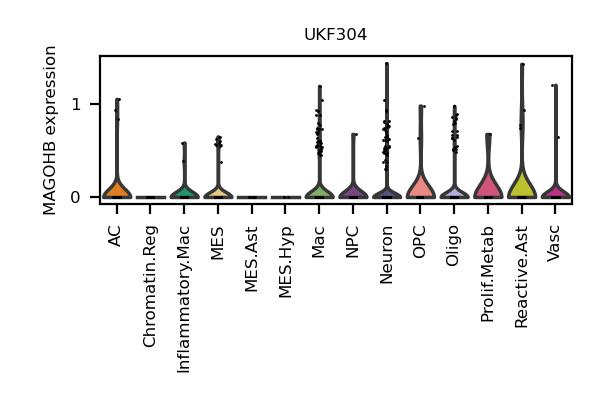 UKF304
MAGOHB expression
1
0
AC
Chromatin.Reg
Inflammatory.Mac
MES
MES.Ast
MES.Hyp
Mac
NPC
Neuron
OPC
Oligo
Prolif.Metab
Reactive.Ast
Vasc